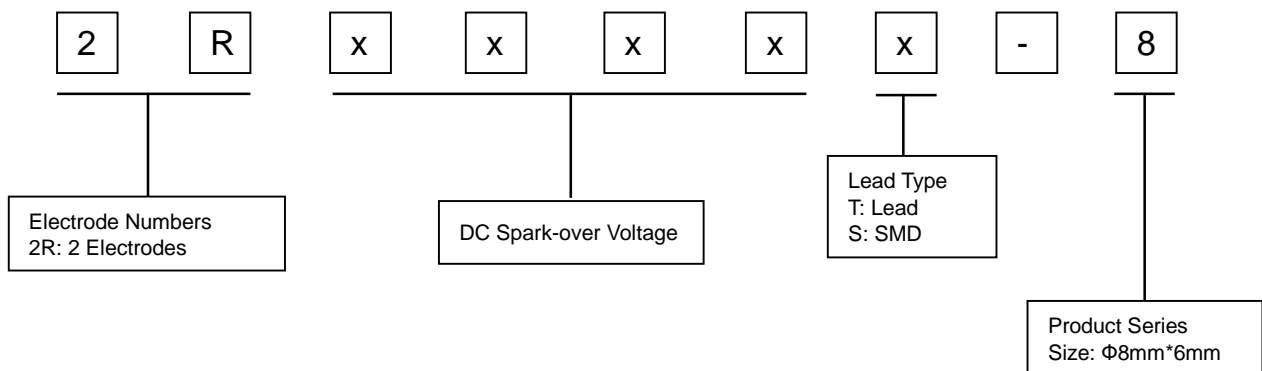 2 R x x x x x - 8
Electrode Numbers
2R: 2 Electrodes
DC Spark-over Voltage
Lead Type
T: Lead
S: SMD
Product Series
Size: Φ8mm*6mm